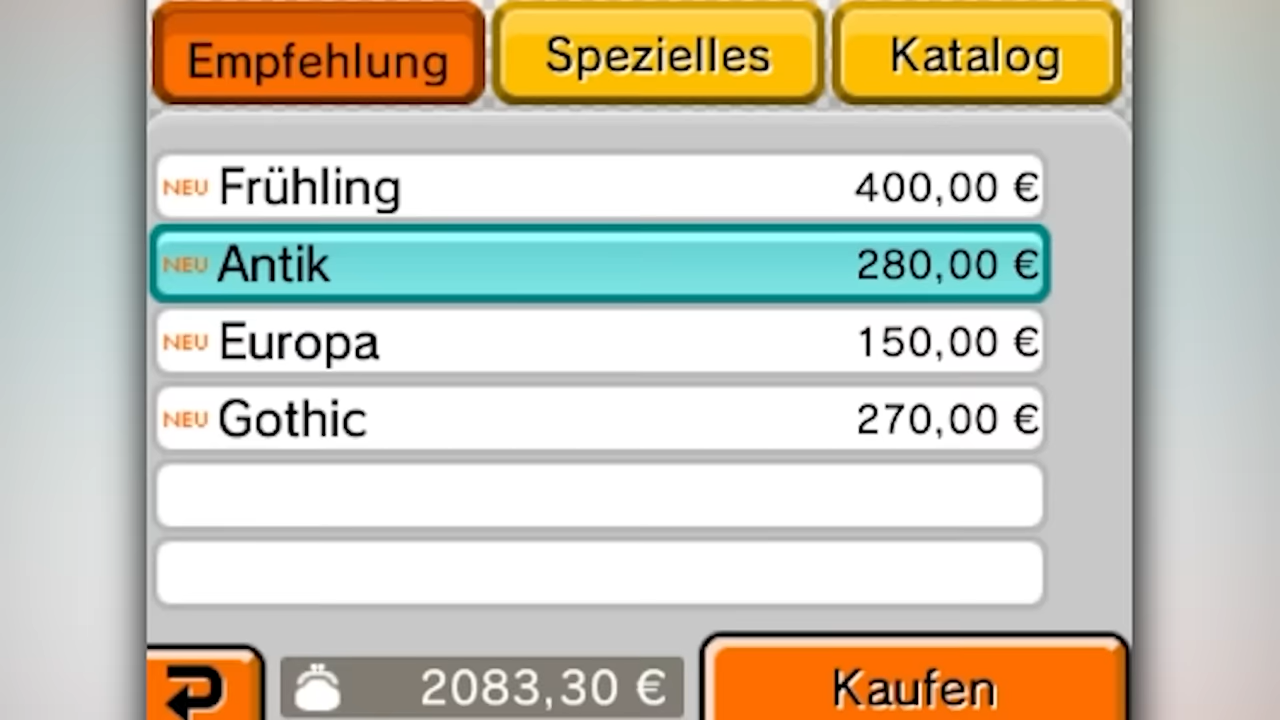 Empfehlung Spezielles Katalog
NEU Frühling 400,00 €
NEU Antik 280,00 €
NEU Europa 150,00 €
NEU Gothic 270,00 €
2083,30 € Kaufen